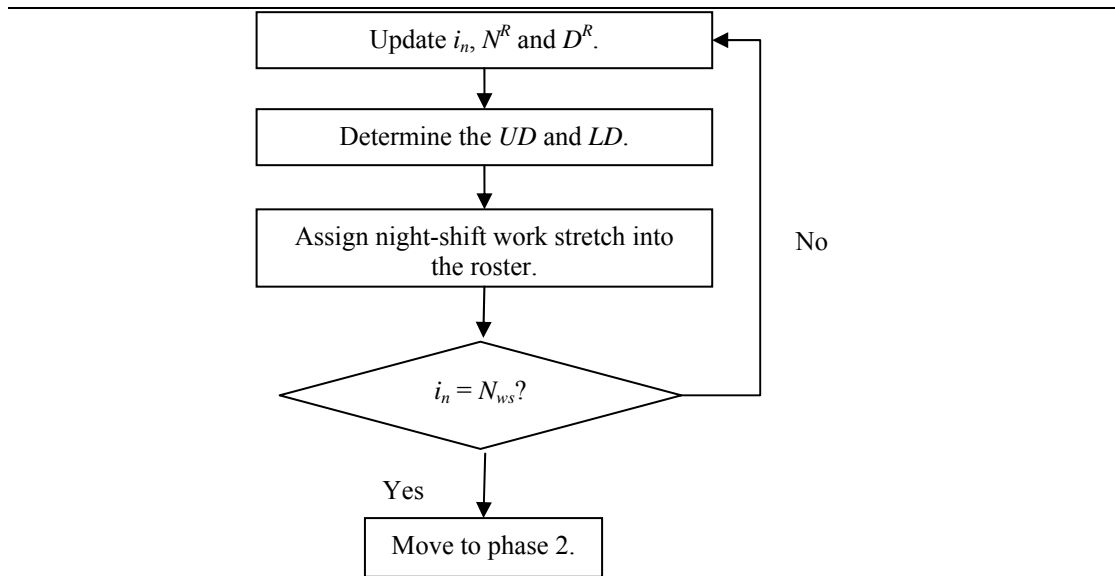 Update i_n, N^R and D^R.
Determine the UD and LD.
Assign night-shift work stretch into
the roster.
No
i_n = N_ws?
Yes
Move to phase 2.